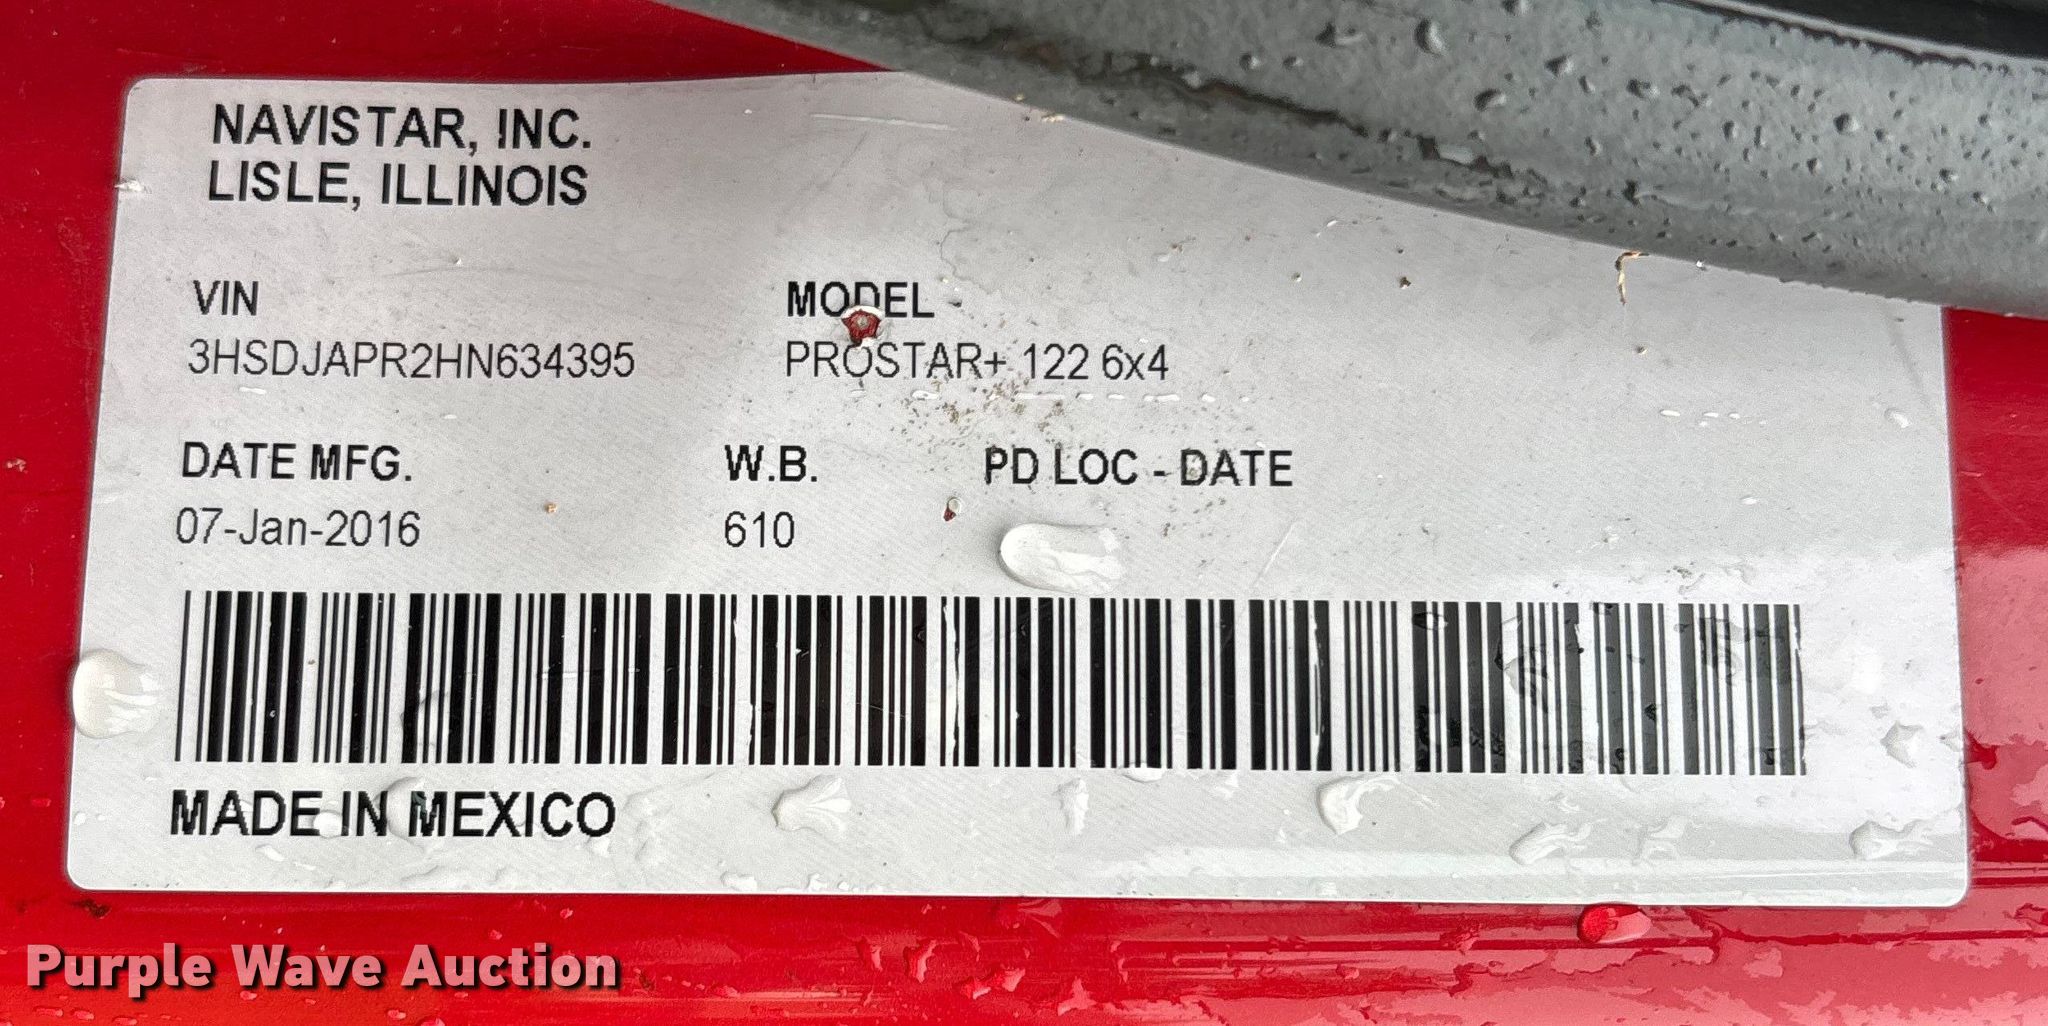 NAVISTAR, INC.
LISLE, ILLINOIS
VIN MODEL
3HSDJAPR2HN634395 PROSTAR+ 122 6x4
DATE MFG. W.B. PD LOC - DATE
07-Jan-2016 610
MADE IN MEXICO
Purple Wave Auction